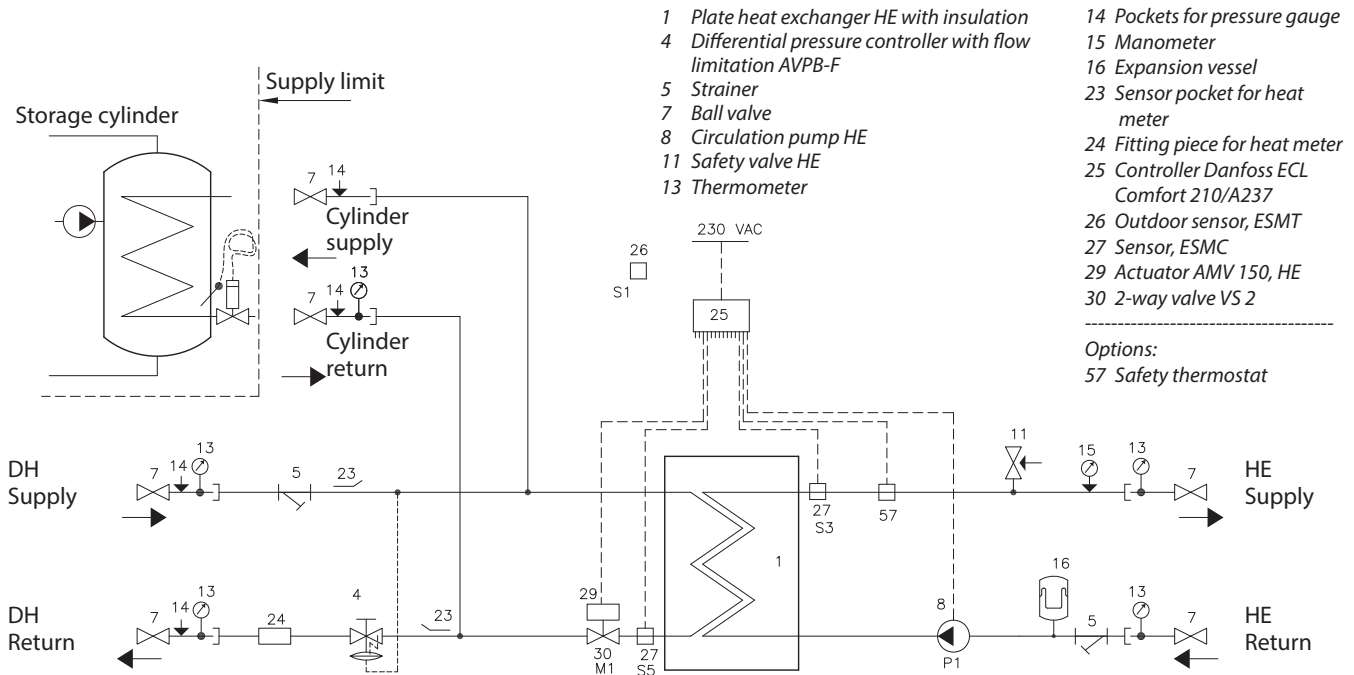 1 Plate heat exchanger HE with insulation
4 Differential pressure controller with flow
limitation AVPB-F
5 Strainer
7 Ball valve
8 Circulation pump HE
11 Safety valve HE
13 Thermometer
14 Pockets for pressure gauge
15 Manometer
16 Expansion vessel
23 Sensor pocket for heat
meter
24 Fitting piece for heat meter
25 Controller Danfoss ECL
Comfort 210/A237
26 Outdoor sensor, ESMT
27 Sensor, ESMC
29 Actuator AMV 150, HE
30 2-way valve VS 2
Options:
57 Safety thermostat
Supply limit
Storage cylinder
7 14
Cylinder
supply
13
7 14
Cylinder
return
230 VAC
26
S1
25
DH
Supply
7 14 13
5 23
27
S3
57
11
15 13
7
HE
Supply
1
DH
Return
7 14 13
24
4
23
29
30
M1
27
S5
8
P1
16
5
13
7
HE
Return